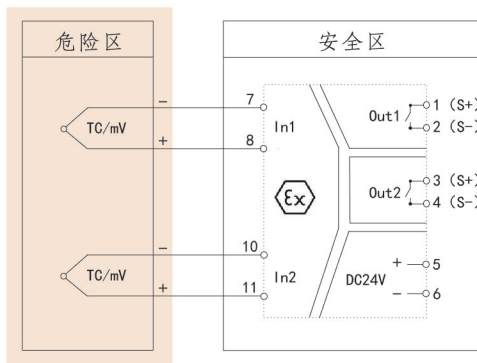 危险区
安全区
− 7
TC/mV
+ 8
In1
Out1
1 (S+)
2 (S-)
Ex
Out2
3 (S+)
4 (S-)
− 10
TC/mV
+ 11
In2
DC24V
+ 5
− 6